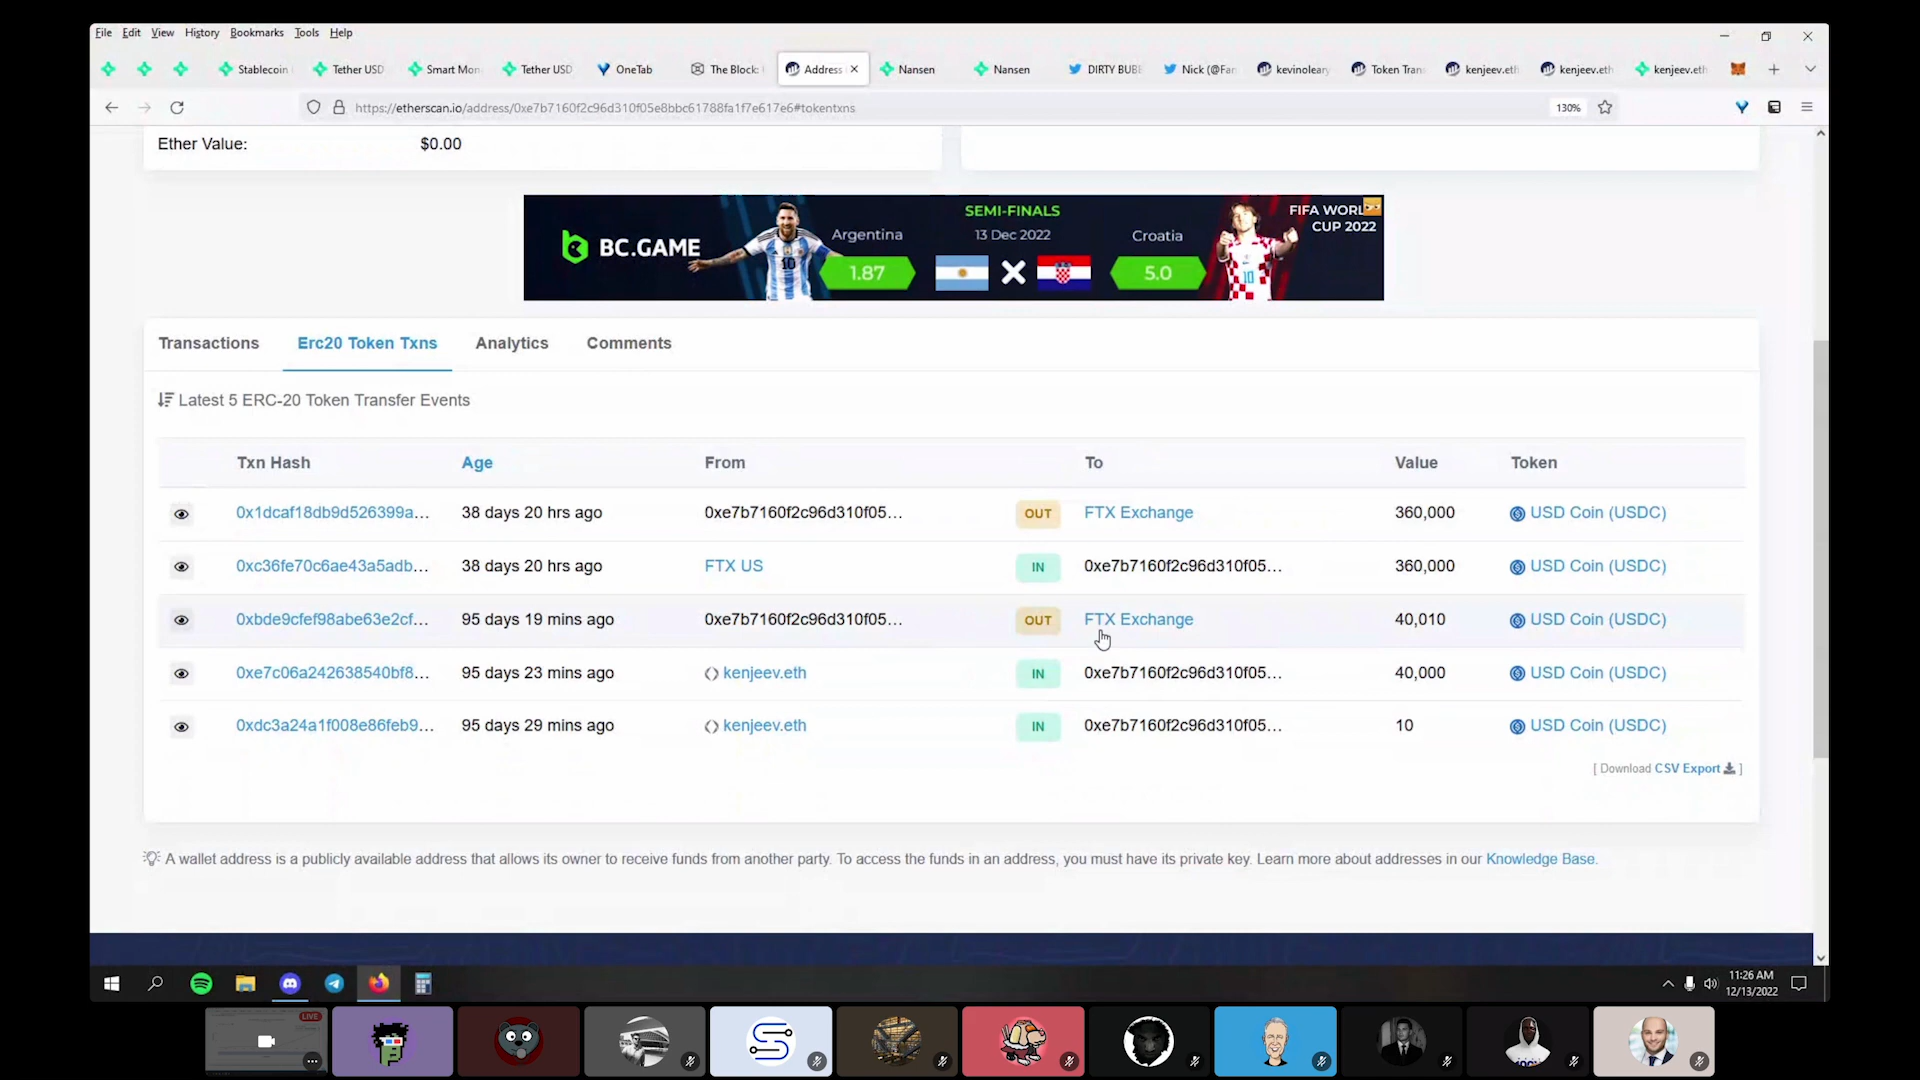 File Edit View History Bookmarks Tools Help
Stablecoin
Tether USD
Smart Mon
Tether USD
OneTab
The Block:
Address
Nansen
Nansen
DIRTY BUBB
Nick (@Fa
kevinoleary
Token Tran
kenjeev.eth
kenjeev.eth
kenjeev.eth
https://etherscan.io/address/0xe7b7160f2c96d310f05e8bbc61788fa1f7e617e6#tokentxns
130%
Ether Value: $0.00
BC.GAME
Argentina
1.87
SEMI-FINALS
13 Dec 2022
Croatia
5.0
FIFA WORL
CUP 2022
Transactions Erc20 Token Txns Analytics Comments
Latest 5 ERC-20 Token Transfer Events
Txn Hash Age From To Value Token
0x1dcaf18db9d526399a... 38 days 20 hrs ago 0xe7b7160f2c96d310f05... OUT FTX Exchange 360,000 USD Coin (USDC)
0xc36fe70c6ae43a5adb... 38 days 20 hrs ago FTX US IN 0xe7b7160f2c96d310f05... 360,000 USD Coin (USDC)
0xbde9cfef98abe63e2cf... 95 days 19 mins ago 0xe7b7160f2c96d310f05... OUT FTX Exchange 40,010 USD Coin (USDC)
0xe7c06a242638540bf8... 95 days 23 mins ago kenjeev.eth IN 0xe7b7160f2c96d310f05... 40,000 USD Coin (USDC)
0xdc3a24a1f008e86feb9... 95 days 29 mins ago kenjeev.eth IN 0xe7b7160f2c96d310f05... 10 USD Coin (USDC)
[ Download CSV Export ]
A wallet address is a publicly available address that allows its owner to receive funds from another party. To access the funds in an address, you must have its private key. Learn more about addresses in our Knowledge Base.
11:26 AM
12/13/2022
LIVE